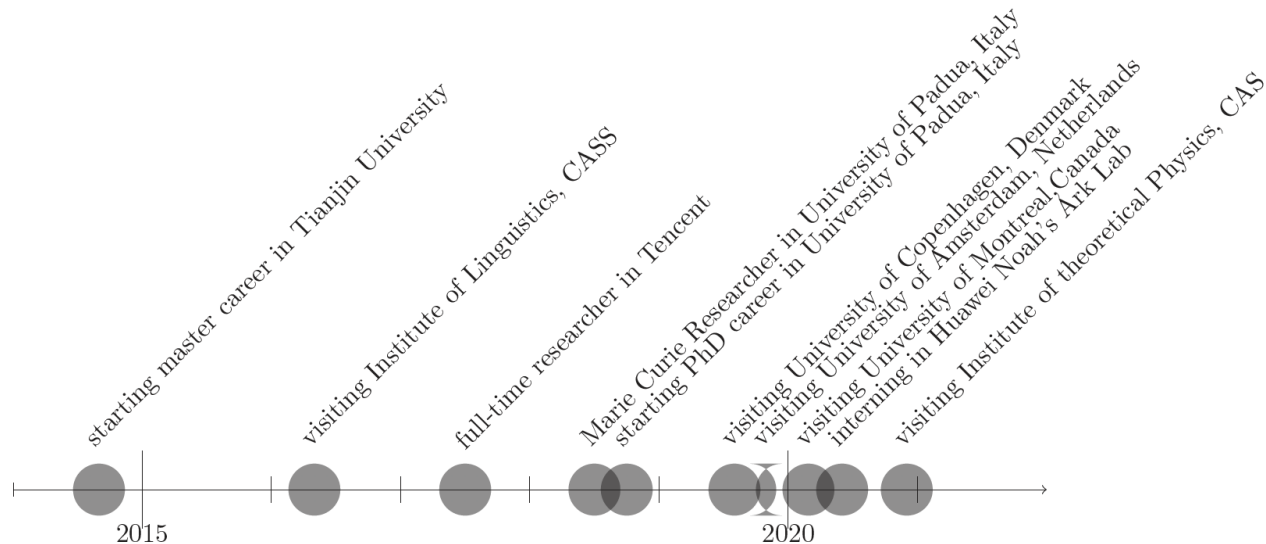 starting master career in Tianjin University
visiting Institute of Linguistics, CASS
full-time researcher in Tencent
Marie Curie Researcher in University of Padua, Italy
starting PhD career in University of Padua, Italy
visiting University of Copenhagen, Denmark
visiting University of Amsterdam, Netherlands
visiting University of Montreal, Canada
interning in Huawei Noah's Ark Lab
visiting Institute of theoretical Physics, CAS
2015
2020